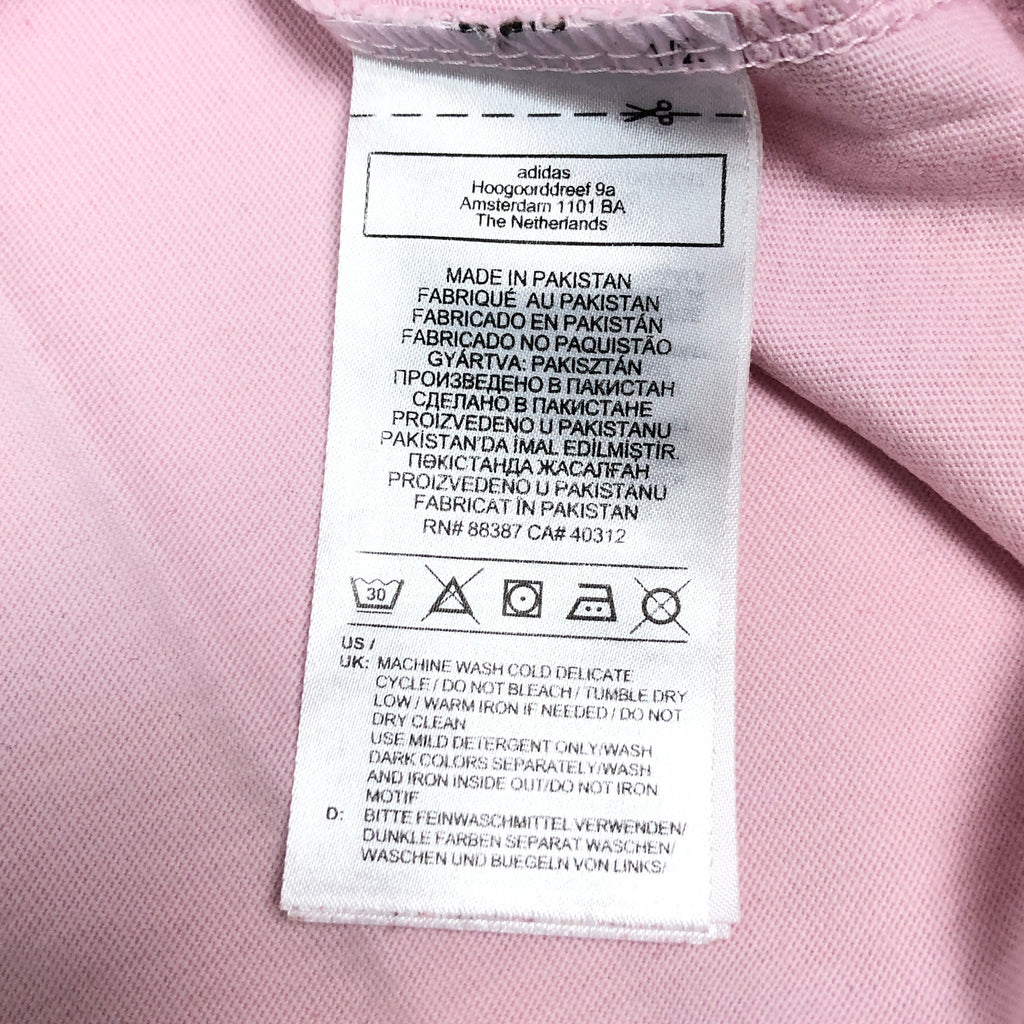 adidas
Hoogoorddreef 9a
Amsterdam 1101 BA
The Netherlands
MADE IN PAKISTAN
FABRIQUÉ AU PAKISTAN
FABRICADO EN PAKISTÁN
FABRICADO NO PAQUISTÃO
GYÁRTVA: PAKISZTÁN
ПРОИЗВЕДЕНО В ПАКИСТАН
СДЕЛАНО В ПАКИСТАНЕ
PROIZVEDENO U PAKISTANU
PAKİSTAN'DA İMAL EDİLMİŞTİR
ПӘКІСТАНДА ЖАСАЛҒАН
PROIZVEDENO U PAKISTANU
FABRICAT ÎN PAKISTAN
RN# 88387 CA# 40312
30
US /
UK: MACHINE WASH COLD DELICATE
CYCLE / DO NOT BLEACH / TUMBLE DRY
LOW / WARM IRON IF NEEDED / DO NOT
DRY CLEAN
USE MILD DETERGENT ONLY/WASH
DARK COLORS SEPARATELY/WASH
AND IRON INSIDE OUT/DO NOT IRON
MOTIF
D: BITTE FEINWASCHMITTEL VERWENDEN/
DUNKLE FARBEN SEPARAT WASCHEN/
WASCHEN UND BUEGELN VON LINKS/